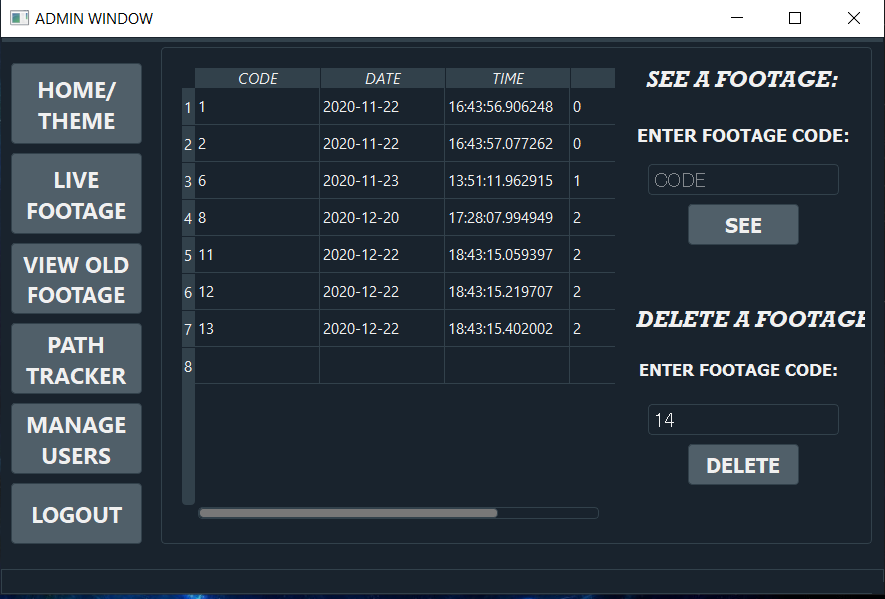 ADMIN WINDOW
HOME/
THEME
LIVE
FOOTAGE
VIEW OLD
FOOTAGE
PATH
TRACKER
MANAGE
USERS
LOGOUT
CODE DATE TIME
1 1 2020-11-22 16:43:56.906248 0
2 2 2020-11-22 16:43:57.077262 0
3 6 2020-11-23 13:51:11.962915 1
4 8 2020-12-20 17:28:07.994949 2
5 11 2020-12-22 18:43:15.059397 2
6 12 2020-12-22 18:43:15.219707 2
7 13 2020-12-22 18:43:15.402002 2
8
SEE A FOOTAGE:
ENTER FOOTAGE CODE:
CODE
SEE
DELETE A FOOTAGE
ENTER FOOTAGE CODE:
14
DELETE